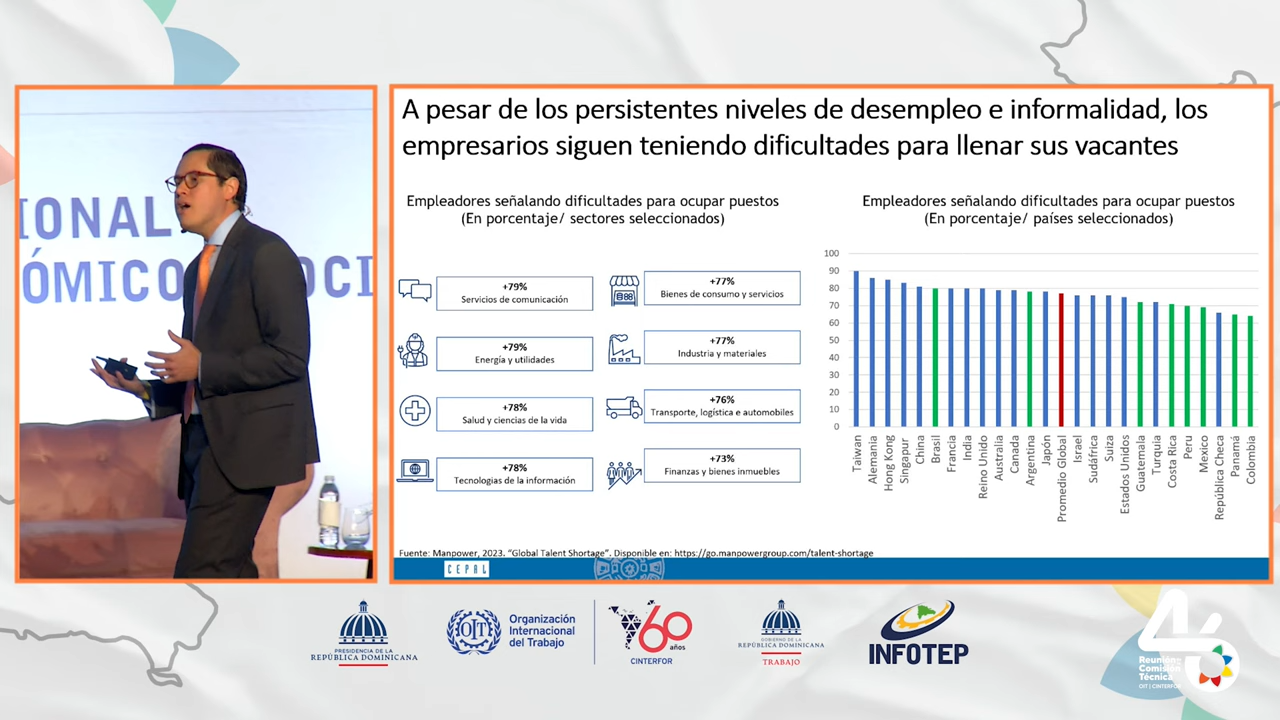 IONAL
ÓMICO
OCI
A pesar de los persistentes niveles de desempleo e informalidad, los
empresarios siguen teniendo dificultades para llenar sus vacantes
Empleadores señalando dificultades para ocupar puestos
(En porcentaje/ sectores seleccionados)
+79%
Servicios de comunicación
+77%
Bienes de consumo y servicios
+79%
Energía y utilidades
+77%
Industria y materiales
+78%
Salud y ciencias de la vida
+76%
Transporte, logística e automobiles
+78%
Tecnologías de la información
+73%
Finanzas y bienes inmuebles
Empleadores señalando dificultades para ocupar puestos
(En porcentaje/ países seleccionados)
100
90
80
70
60
50
40
30
20
10
0
Taiwan
Alemania
Hong Kong
Singapur
China
Brasil
Francia
India
Reino Unido
Australia
Canada
Argentina
Japón
Promedio Global
Israel
Sudáfrica
Suiza
Estados Unidos
Guatemala
Turquia
Costa Rica
Peru
Mexico
República Checa
Panamá
Colombia
Fuente: Manpower, 2023. “Global Talent Shortage”. Disponible en: https://go.manpowergroup.com/talent-shortage
CEPAL
PRESIDENCIA DE LA
REPÚBLICA DOMINICANA
OIT
Organización
Internacional
del Trabajo
60
años
CINTERFOR
GOBIERNO DE LA
REPÚBLICA DOMINICANA
TRABAJO
INFOTEP
46
Reunión
Comisión
Técnica
OIT | CINTERFOR